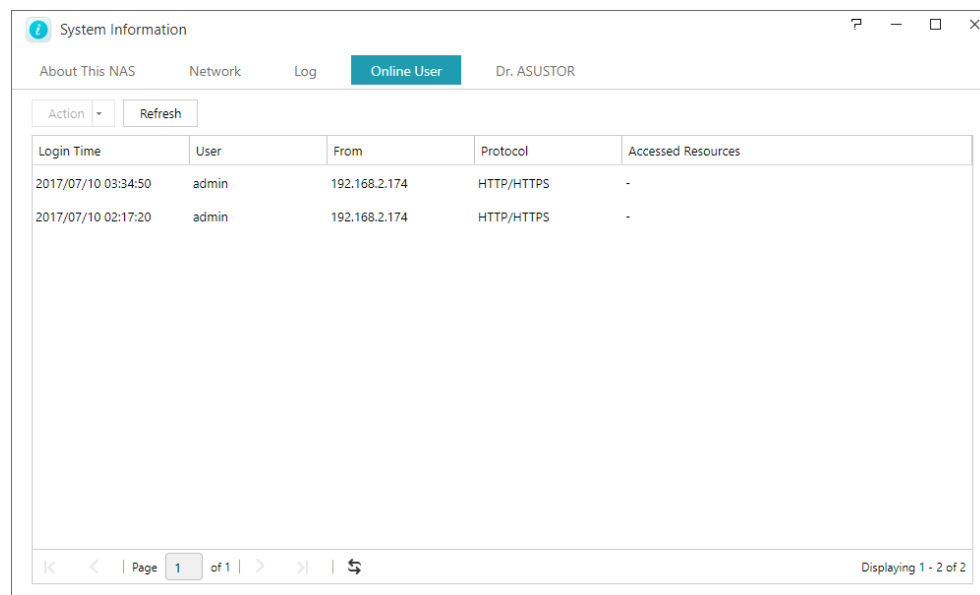 System Information
About This NAS Network Log Online User Dr. ASUSTOR
Action Refresh
Login Time User From Protocol Accessed Resources
2017/07/10 03:34:50 admin 192.168.2.174 HTTP/HTTPS -
2017/07/10 02:17:20 admin 192.168.2.174 HTTP/HTTPS -
Page 1 of 1 Displaying 1 - 2 of 2